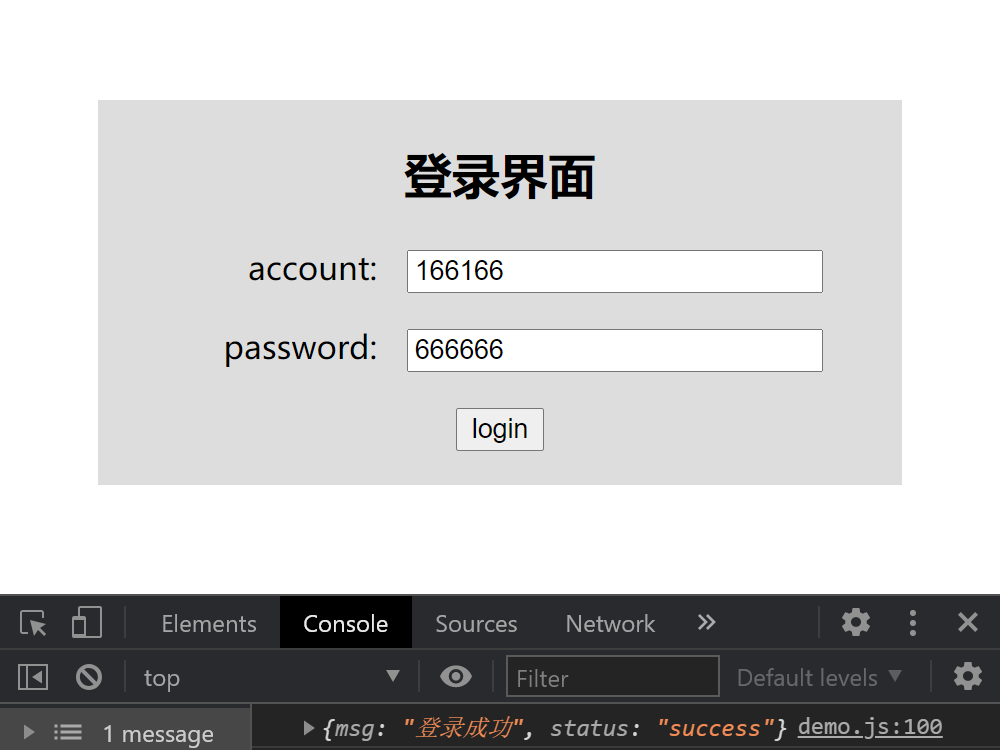 登录界面
account: 166166
password: 666666
login
Elements Console Sources Network
top Filter Default levels
1 message {msg: "登录成功", status: "success"} demo.js:100